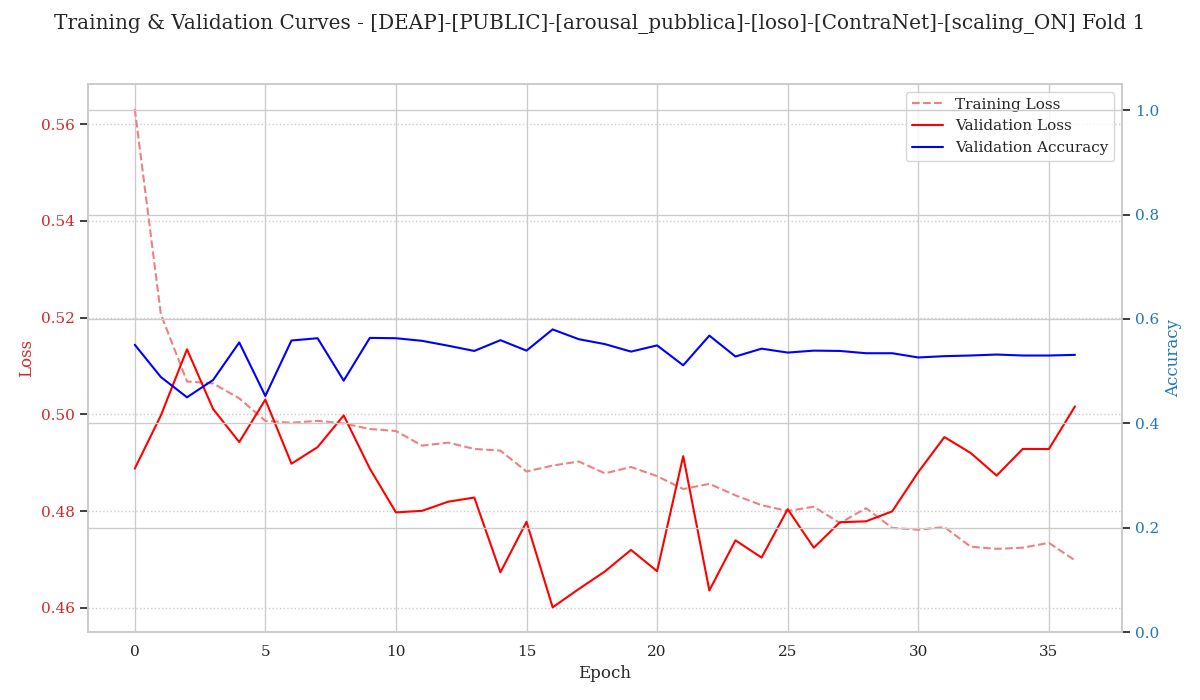 Training & Validation Curves - [DEAP]-[PUBLIC]-[arousal_pubblica]-[loso]-[ContraNet]-[scaling_ON] Fold 1
Training Loss
Validation Loss
Validation Accuracy
0.56
0.54
0.52
0.50
0.48
0.46
Loss
1.0
0.8
0.6
0.4
0.2
0.0
Accuracy
0
5
10
15
20
25
30
35
Epoch